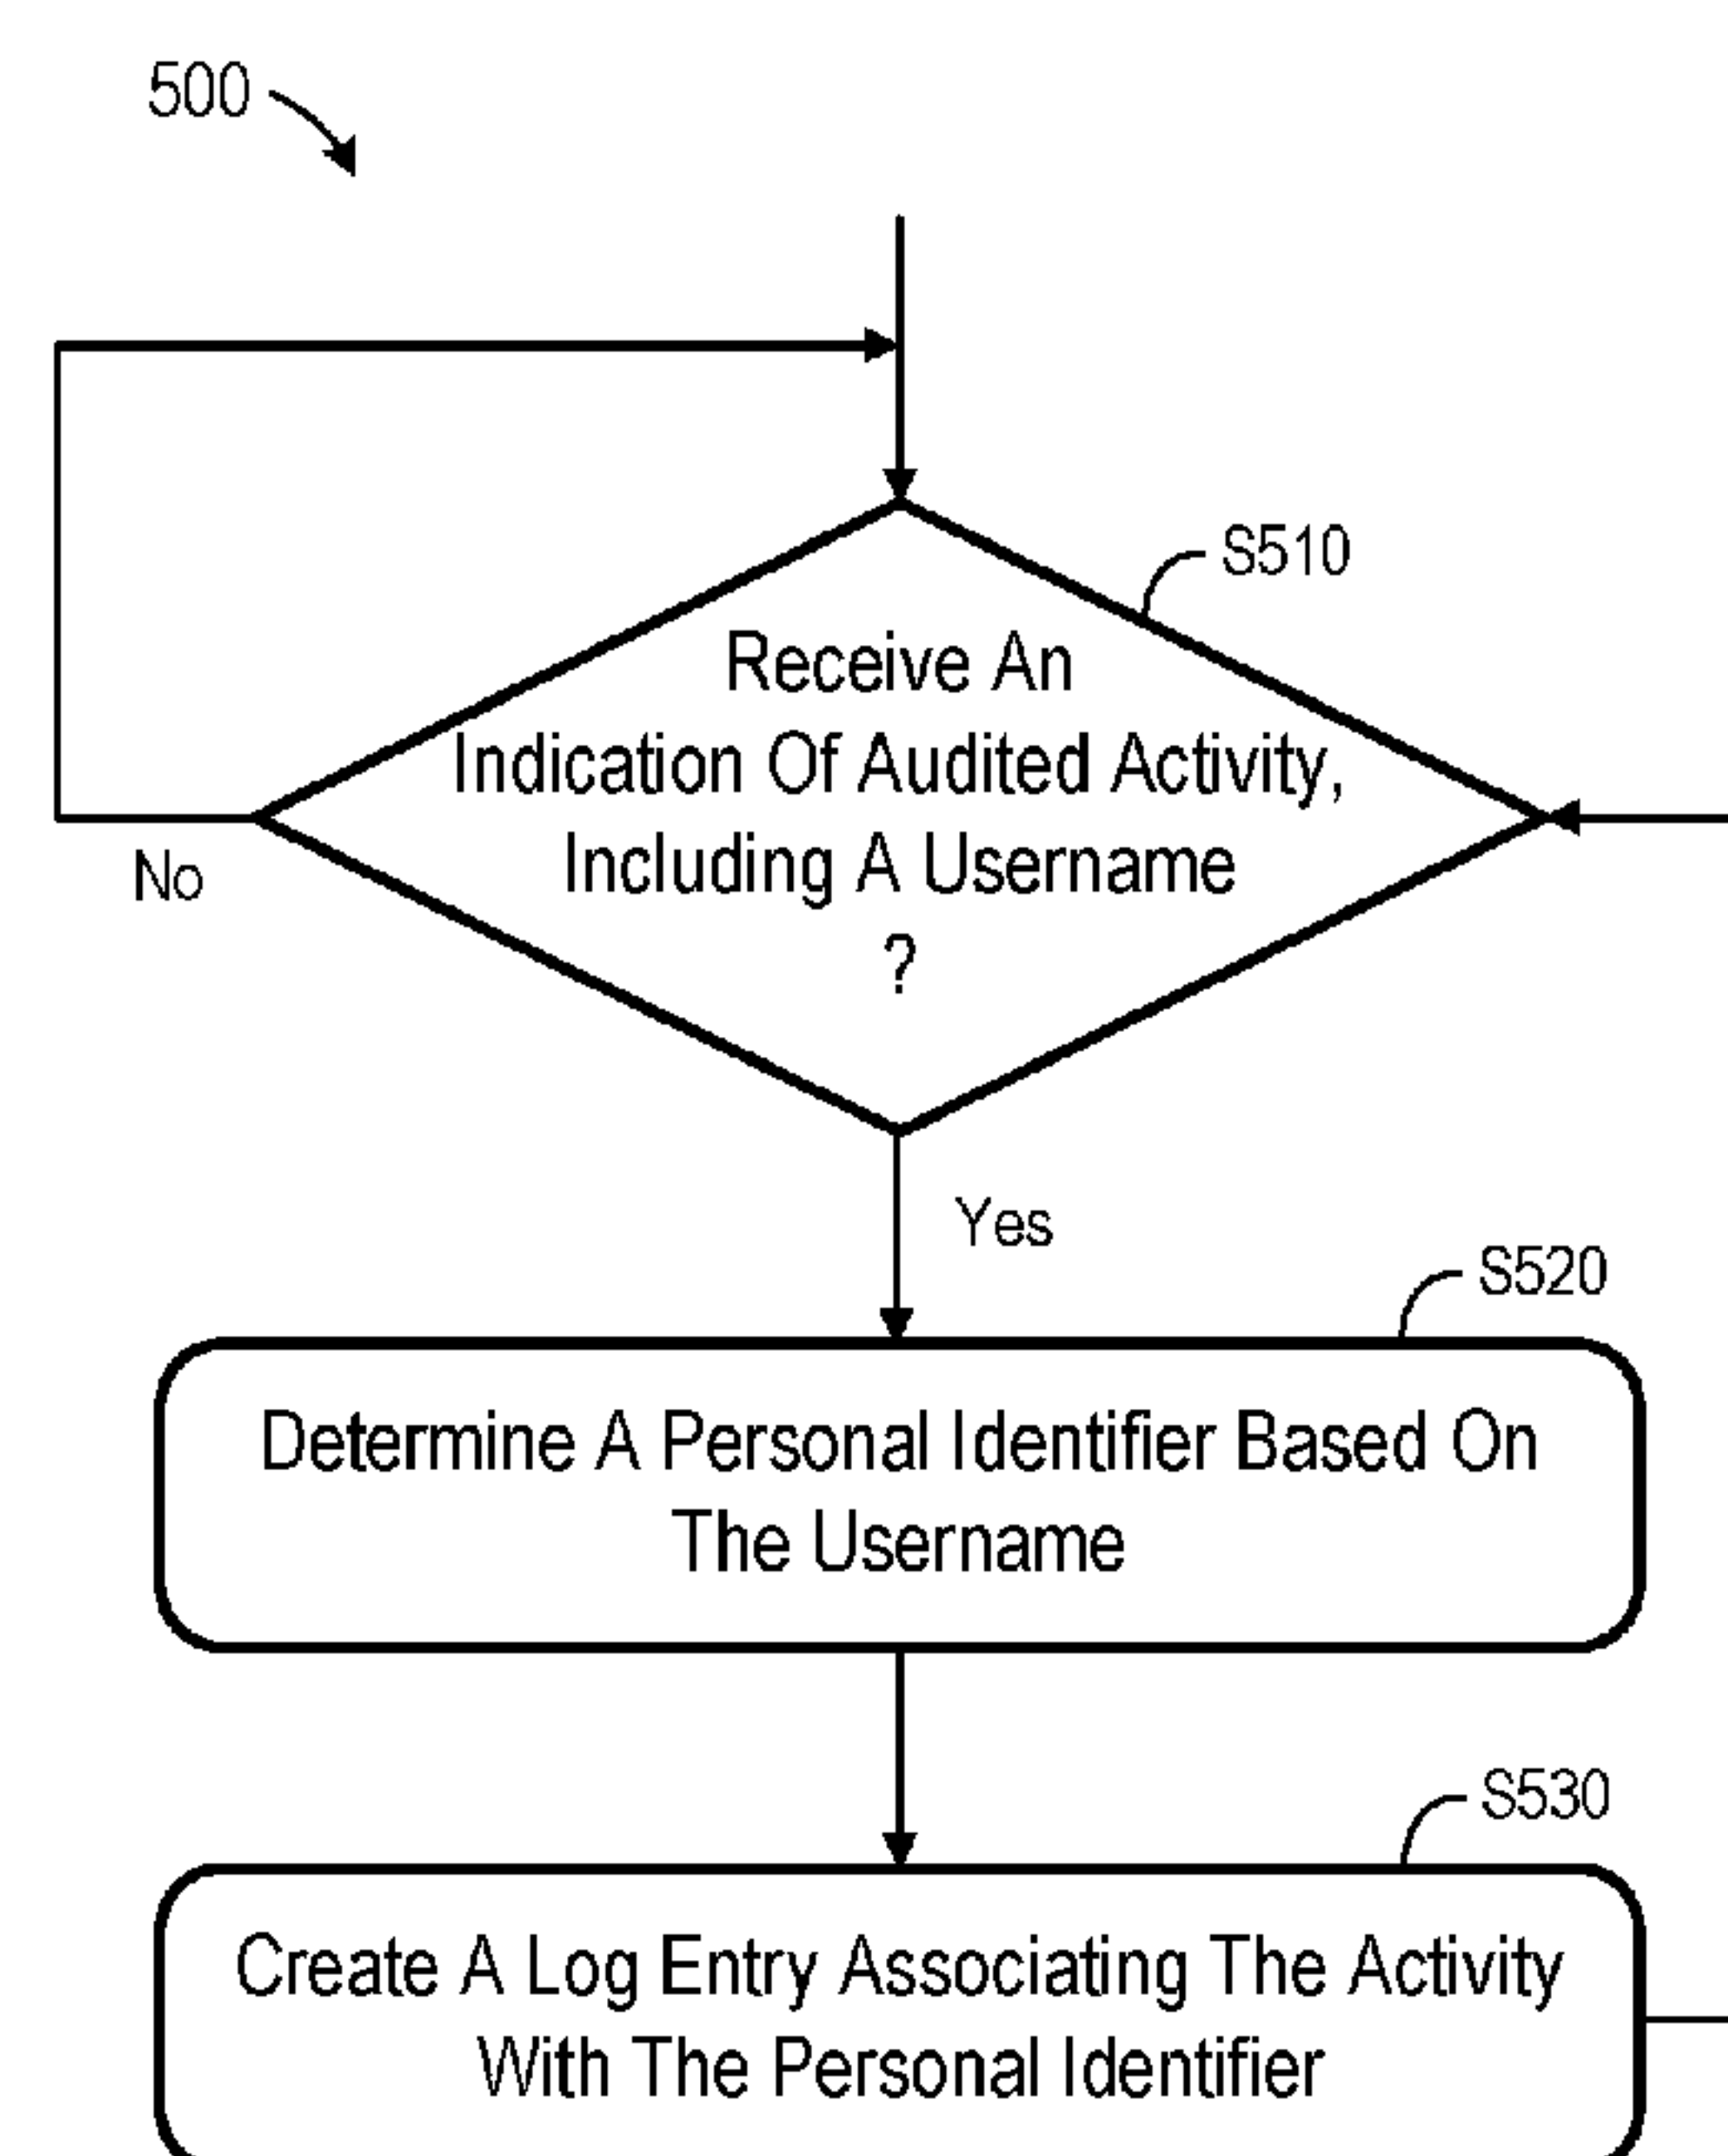 500
S510
Receive An
Indication Of Audited Activity,
Including A Username
?
No
Yes
S520
Determine A Personal Identifier Based On
The Username
S530
Create A Log Entry Associating The Activity
With The Personal Identifier